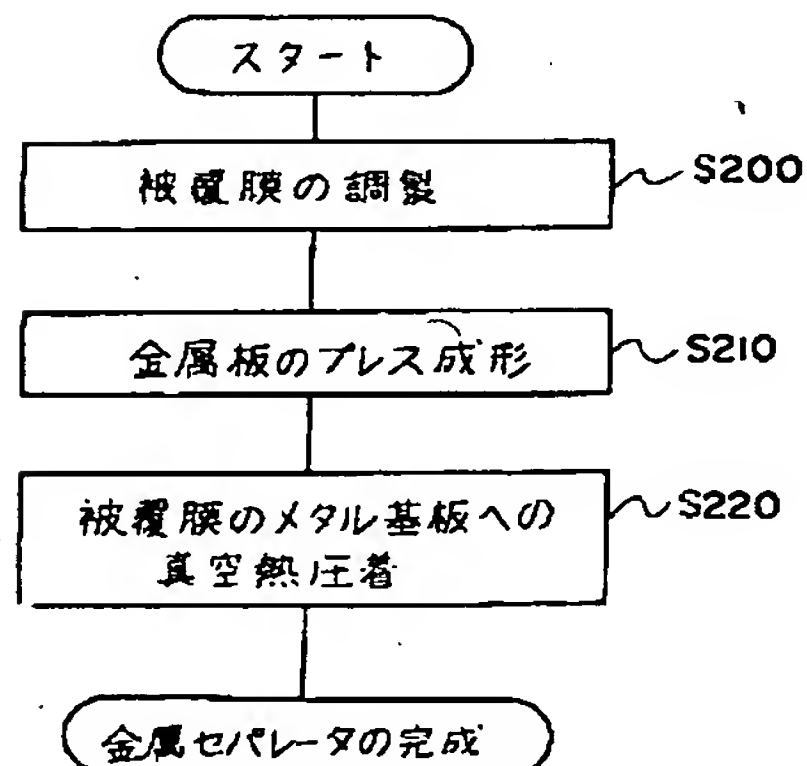 スタート
被覆膜の調製
S200
金属板のプレス成形
S210
被覆膜のメタル基板への
真空熱圧着
S220
金属セパレータの完成